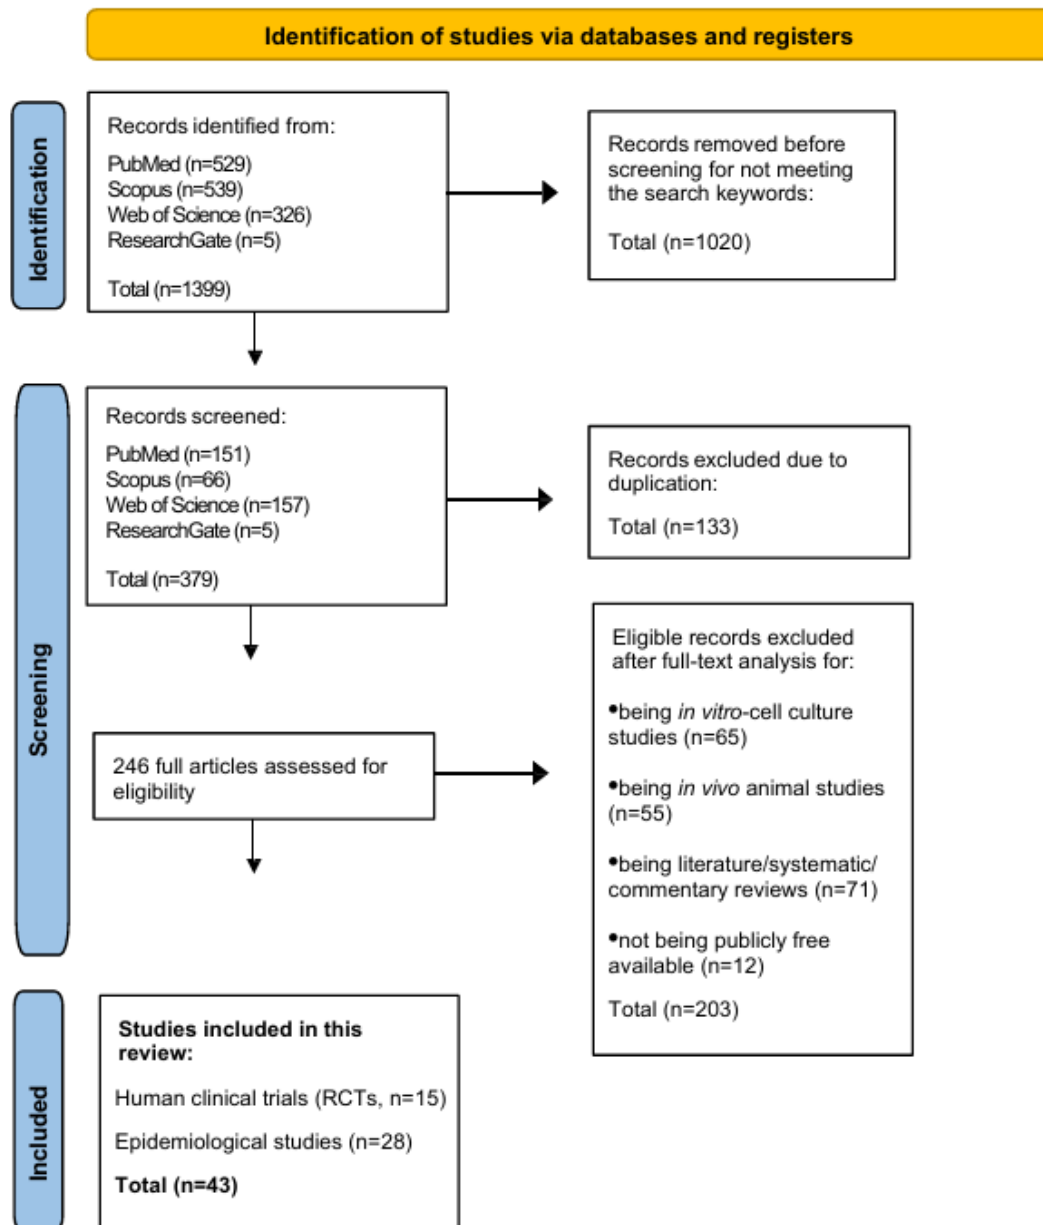 Identification of studies via databases and registers
Identification
Records identified from:
PubMed (n=529)
Scopus (n=539)
Web of Science (n=326)
ResearchGate (n=5)
Total (n=1399)
Records removed before
screening for not meeting
the search keywords:
Total (n=1020)
Screening
Records screened:
PubMed (n=151)
Scopus (n=66)
Web of Science (n=157)
ResearchGate (n=5)
Total (n=379)
Records excluded due to
duplication:
Total (n=133)
246 full articles assessed for
eligibility
Eligible records excluded
after full-text analysis for:
•being in vitro-cell culture
studies (n=65)
•being in vivo animal studies
(n=55)
•being literature/systematic/
commentary reviews (n=71)
•not being publicly free
available (n=12)
Total (n=203)
Included
Studies included in this
review:
Human clinical trials (RCTs, n=15)
Epidemiological studies (n=28)
Total (n=43)